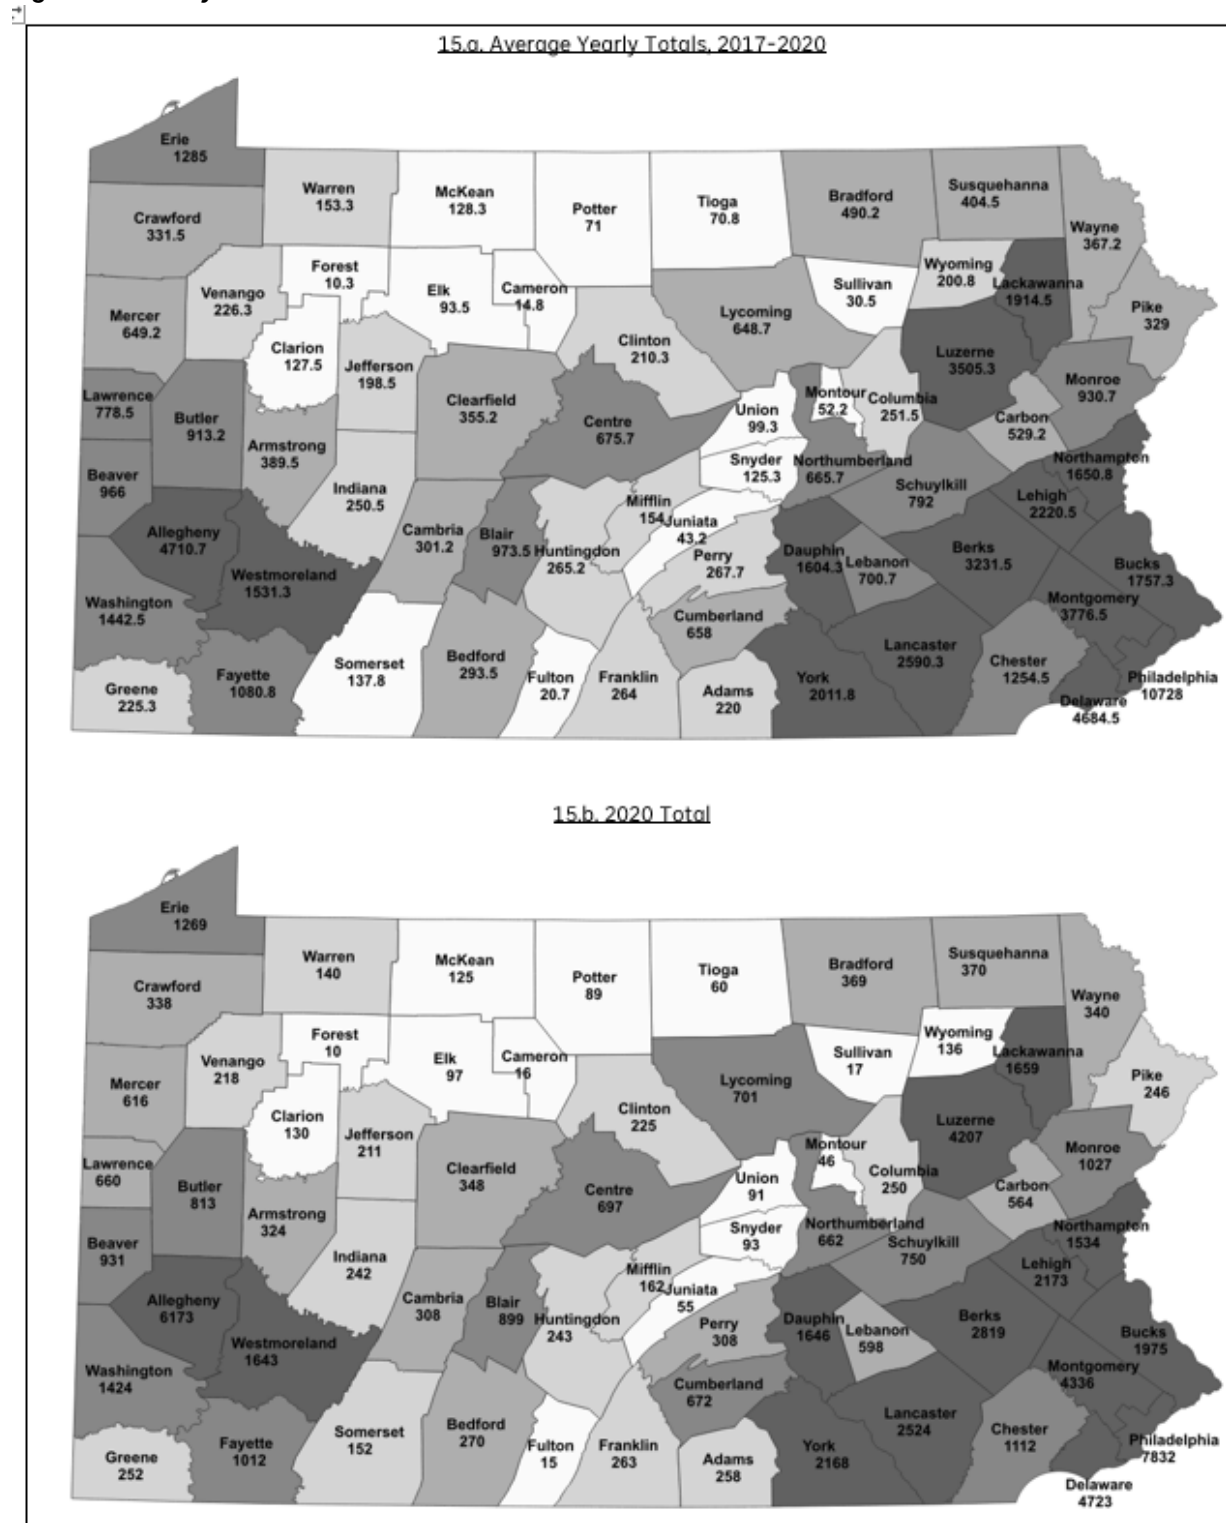 15.a. Average Yearly Totals, 2017-2020
Erie
1285
Warren
153.3
McKean
128.3
Potter
71
Tioga
70.8
Bradford
490.2
Susquehanna
404.5
Wayne
367.2
Crawford
331.5
Forest
10.3
Venango
226.3
Elk
93.5
Cameron
14.8
Sullivan
30.5
Wyoming
200.8
Lackawanna
1914.5
Pike
329
Mercer
649.2
Clarion
127.5
Jefferson
198.5
Clinton
210.3
Lycoming
648.7
Luzerne
3505.3
Monroe
930.7
Lawrence
778.5
Butler
913.2
Clearfield
355.2
Centre
675.7
Union
99.3
Montour
52.2
Columbia
251.5
Carbon
529.2
Armstrong
389.5
Snyder
125.3
Northumberland
665.7
Northampton
1650.8
Beaver
966
Indiana
250.5
Schuylkill
792
Lehigh
2220.5
Allegheny
4710.7
Cambria
301.2
Blair
973.5
Huntingdon
265.2
Mifflin
154
Juniata
43.2
Perry
267.7
Dauphin
1604.3
Lebanon
700.7
Berks
3231.5
Bucks
1757.3
Westmoreland
1531.3
Washington
1442.5
Cumberland
658
Montgomery
3776.5
Greene
225.3
Fayette
1080.8
Somerset
137.8
Bedford
293.5
Fulton
20.7
Franklin
264
Adams
220
York
2011.8
Lancaster
2590.3
Chester
1254.5
Delaware
4684.5
Philadelphia
10728
15.b. 2020 Total
Erie
1269
Warren
140
McKean
125
Potter
89
Tioga
60
Bradford
369
Susquehanna
370
Wayne
340
Crawford
338
Forest
10
Venango
218
Elk
97
Cameron
16
Sullivan
17
Wyoming
136
Lackawanna
1659
Pike
246
Mercer
616
Clarion
130
Jefferson
211
Clinton
225
Lycoming
701
Luzerne
4207
Monroe
1027
Lawrence
660
Butler
813
Clearfield
348
Centre
697
Union
91
Montour
46
Columbia
250
Carbon
564
Armstrong
324
Snyder
93
Northumberland
662
Northampton
1534
Beaver
931
Indiana
242
Schuylkill
750
Lehigh
2173
Allegheny
6173
Cambria
308
Blair
899
Huntingdon
243
Mifflin
162
Juniata
55
Perry
308
Dauphin
1646
Lebanon
598
Berks
2819
Bucks
1975
Westmoreland
1643
Washington
1424
Cumberland
672
Montgomery
4336
Greene
252
Fayette
1012
Somerset
152
Bedford
270
Fulton
15
Franklin
263
Adams
258
York
2168
Lancaster
2524
Chester
1112
Delaware
4723
Philadelphia
7832